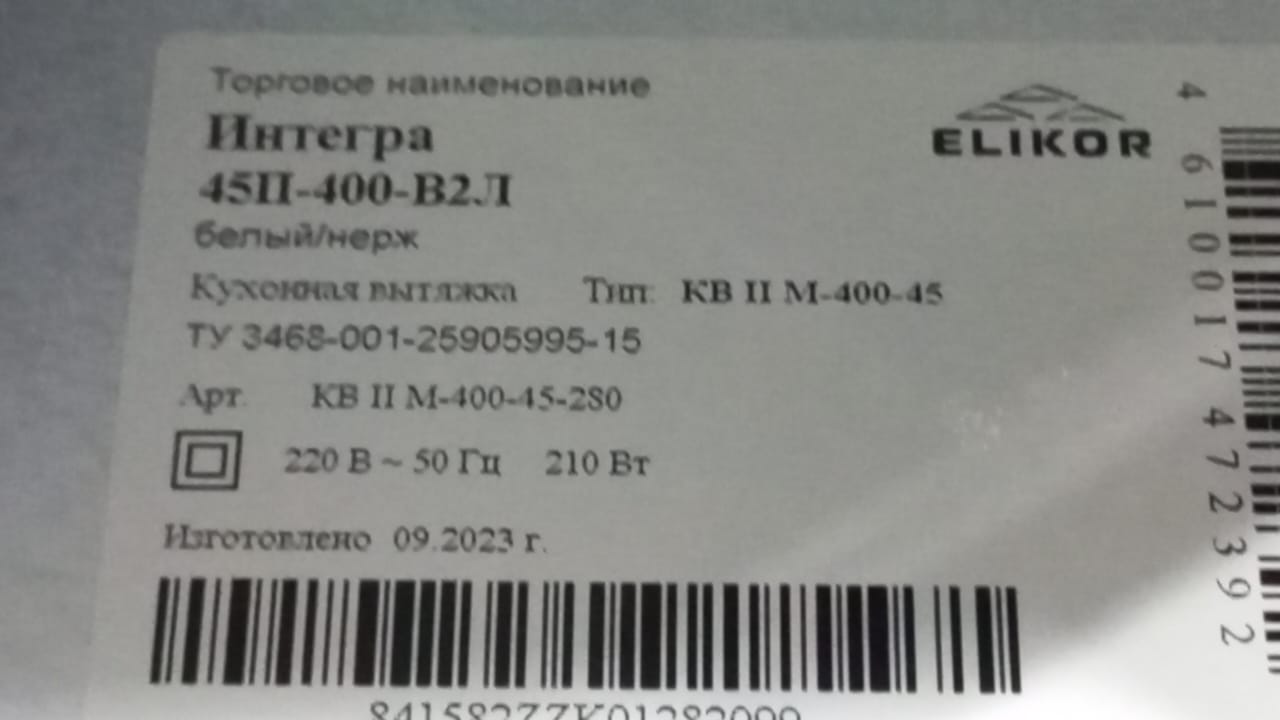 Торговое наименование
Интегра
45П-400-В2Л
белый/нерж
ELIKOR
Кухонная вытяжка Тип: КВ II М-400-45
ТУ 3468-001-25905995-15
Арт. КВ II М-400-45-280
220 В ~ 50 Гц 210 Вт
Изготовлено 09.2023 г.
4 610017 472392